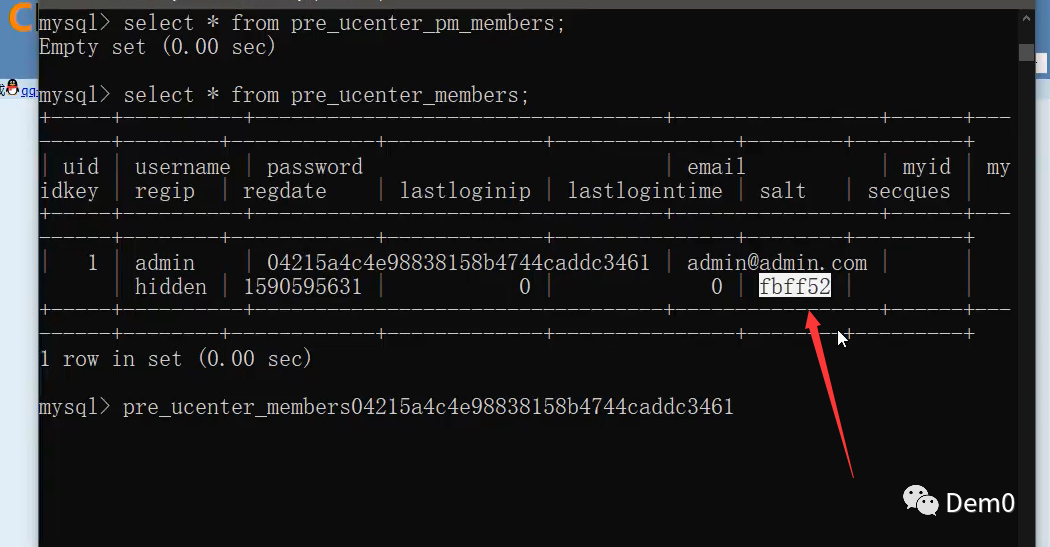 mysql> select * from pre_ucenter_pm_members;
Empty set (0.00 sec)
mysql> select * from pre_ucenter_members;
| uid | username | password | email | myid | my
idkey | regip | regdate | lastloginip | lastlogintime | salt | secques |
| 1 | admin | 04215a4c4e98838158b4744caddc3461 | admin@admin.com | |
| hidden | 1590595631 | 0 | 0 | fbff52 | |
1 row in set (0.00 sec)
mysql> pre_ucenter_members04215a4c4e98838158b4744caddc3461
Dem0